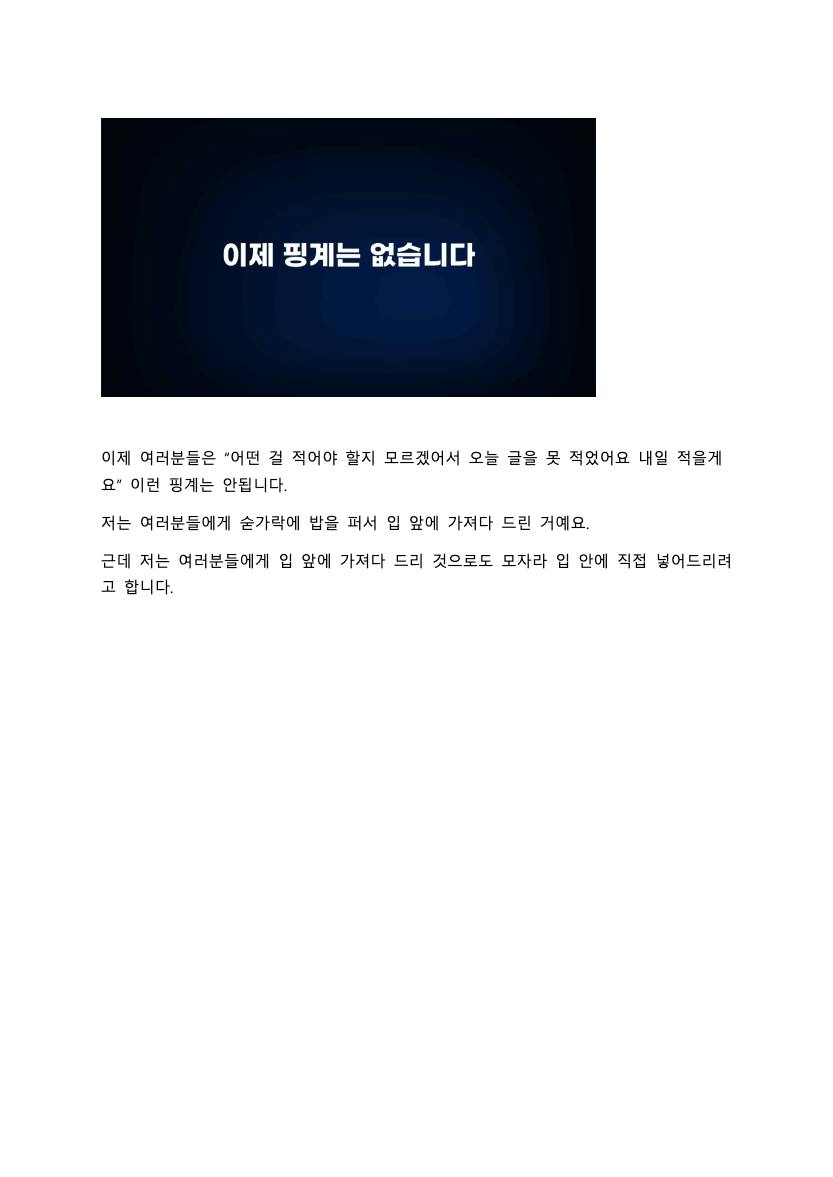 이제 핑계는 없습니다
이제 여러분들은 “어떤 걸 적어야 할지 모르겠어서 오늘 글을 못 적었어요 내일 적을게
요” 이런 핑계는 안됩니다.
저는 여러분들에게 숟가락에 밥을 퍼서 입 앞에 가져다 드린 거예요.
근데 저는 여러분들에게 입 앞에 가져다 드리 것으로도 모자라 입 안에 직접 넣어드리려
고 합니다.